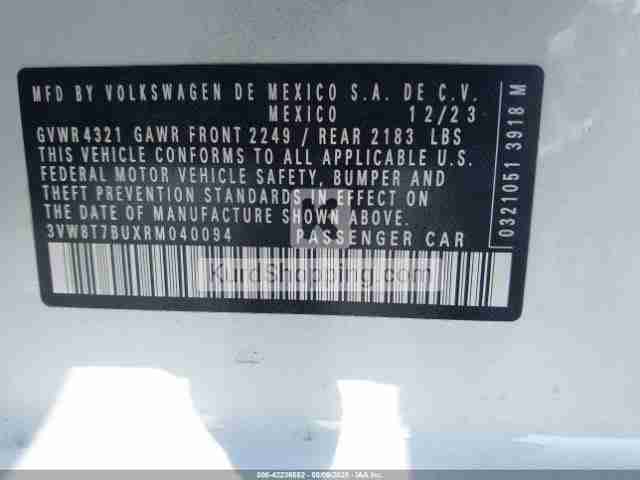 MFD BY VOLKSWAGEN DE MEXICO S.A. DE C.V.
MEXICO 12/23
GVWR4321 GAWR FRONT 2249 / REAR 2183 LBS
THIS VEHICLE CONFORMS TO ALL APPLICABLE U.S.
FEDERAL MOTOR VEHICLE SAFETY, BUMPER AND
THEFT PREVENTION STANDARDS IN EFFECT ON
THE DATE OF MANUFACTURE SHOWN ABOVE.
3VW8T7BUXRM040094 PASSENGER CAR
0321051 3918 M
KurdShopping.com